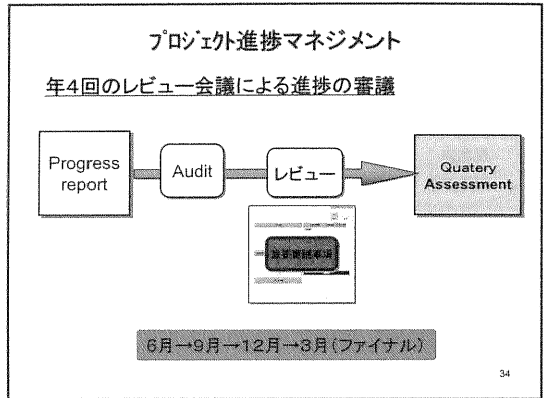 プロジェクト進捗マネジメント
年4回のレビュー会議による進捗の審議
Progress
report
Audit
レビュー
Quatery
Assessment
6月→9月→12月→3月(ファイナル)
34